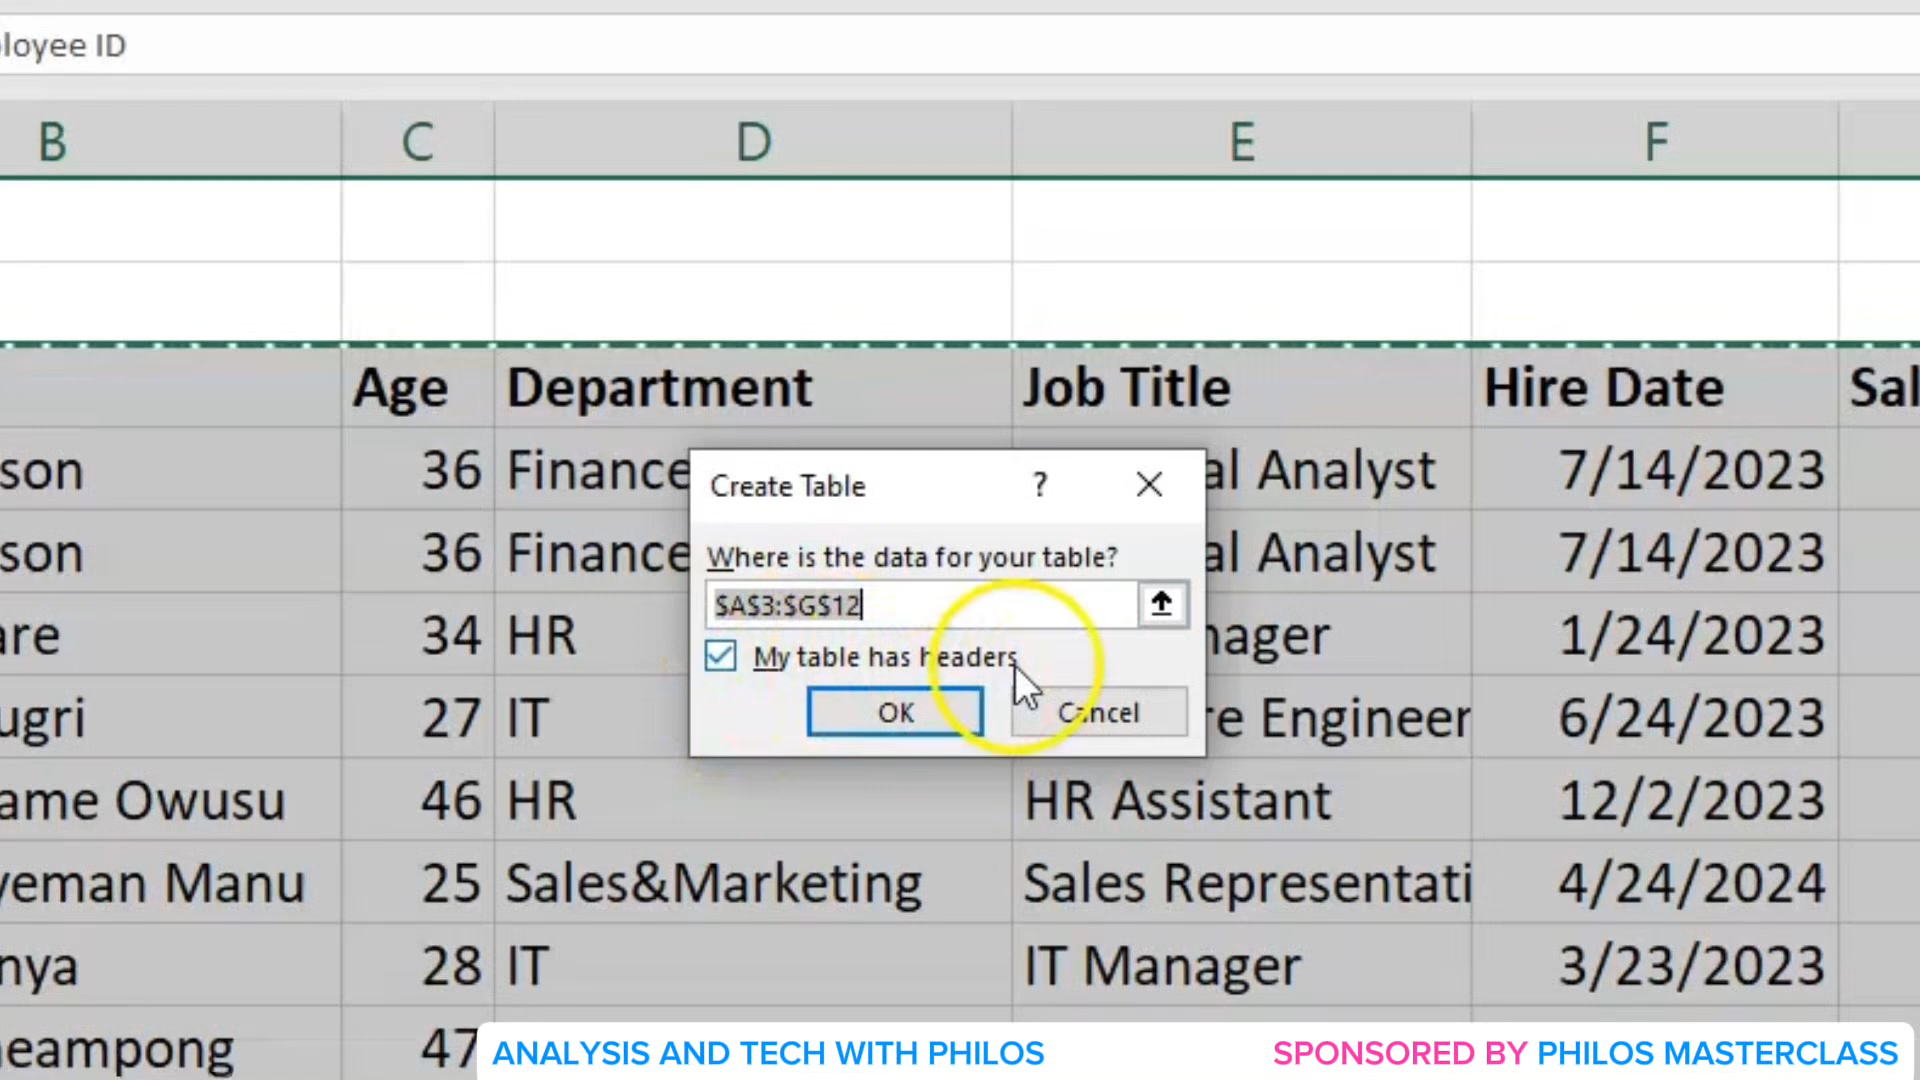 loyee ID
B C D E F
Age Department Job Title Hire Date Sal
son 36 Finance al Analyst 7/14/2023
son 36 Finance al Analyst 7/14/2023
are 34 HR nager 1/24/2023
ugri 27 IT re Engineer 6/24/2023
ame Owusu 46 HR HR Assistant 12/2/2023
yeman Manu 25 Sales&Marketing Sales Representati 4/24/2024
nya 28 IT IT Manager 3/23/2023
heampong 47
Create Table ?
Where is the data for your table?
$A$3:$G$12
My table has headers
OK Cancel
ANALYSIS AND TECH WITH PHILOS
SPONSORED BY PHILOS MASTERCLASS